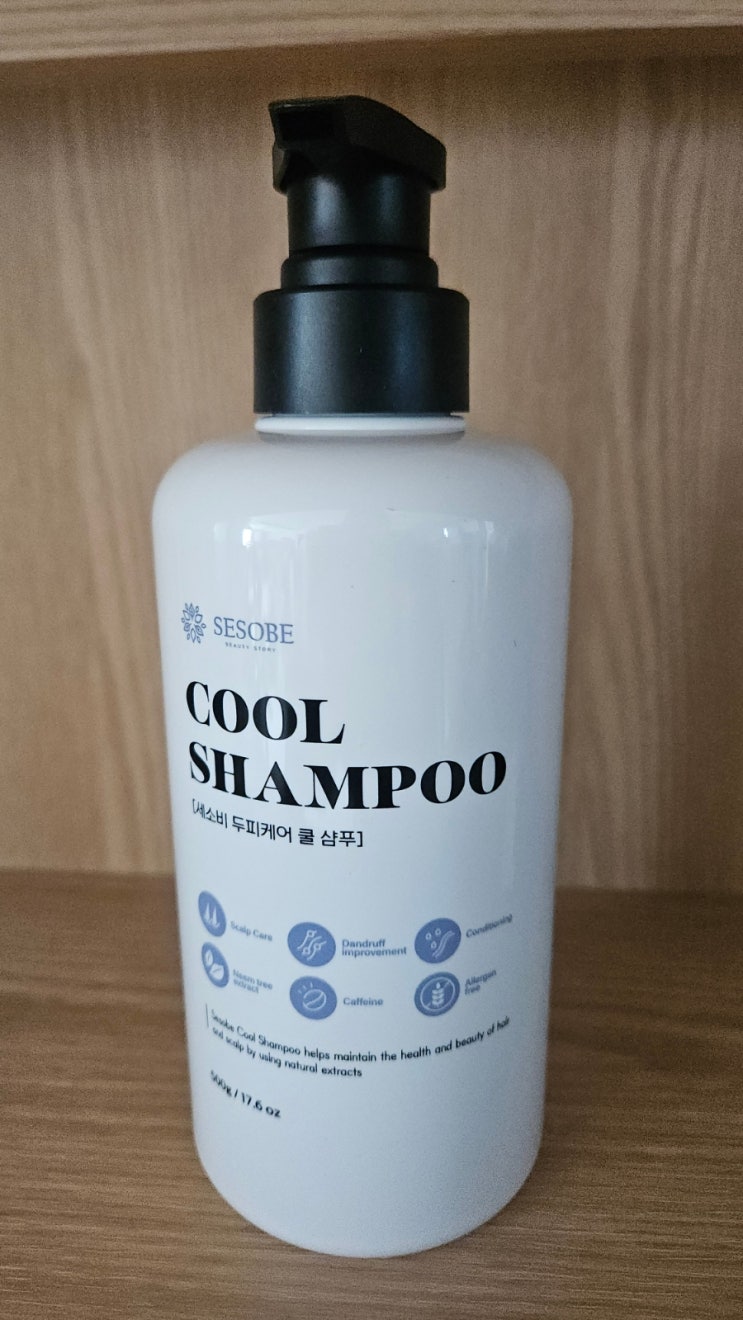 SESOBE
BEAUTY STORY
COOL
SHAMPOO
[세소비 두피케어 쿨 샴푸]
Scalp Care
Dandruff
improvement
Conditioning
Neem tree
extract
Caffeine
Allergen
free
Sesobe Cool Shampoo helps maintain the health and beauty of hair
and scalp by using natural extracts
500g / 17.6 oz